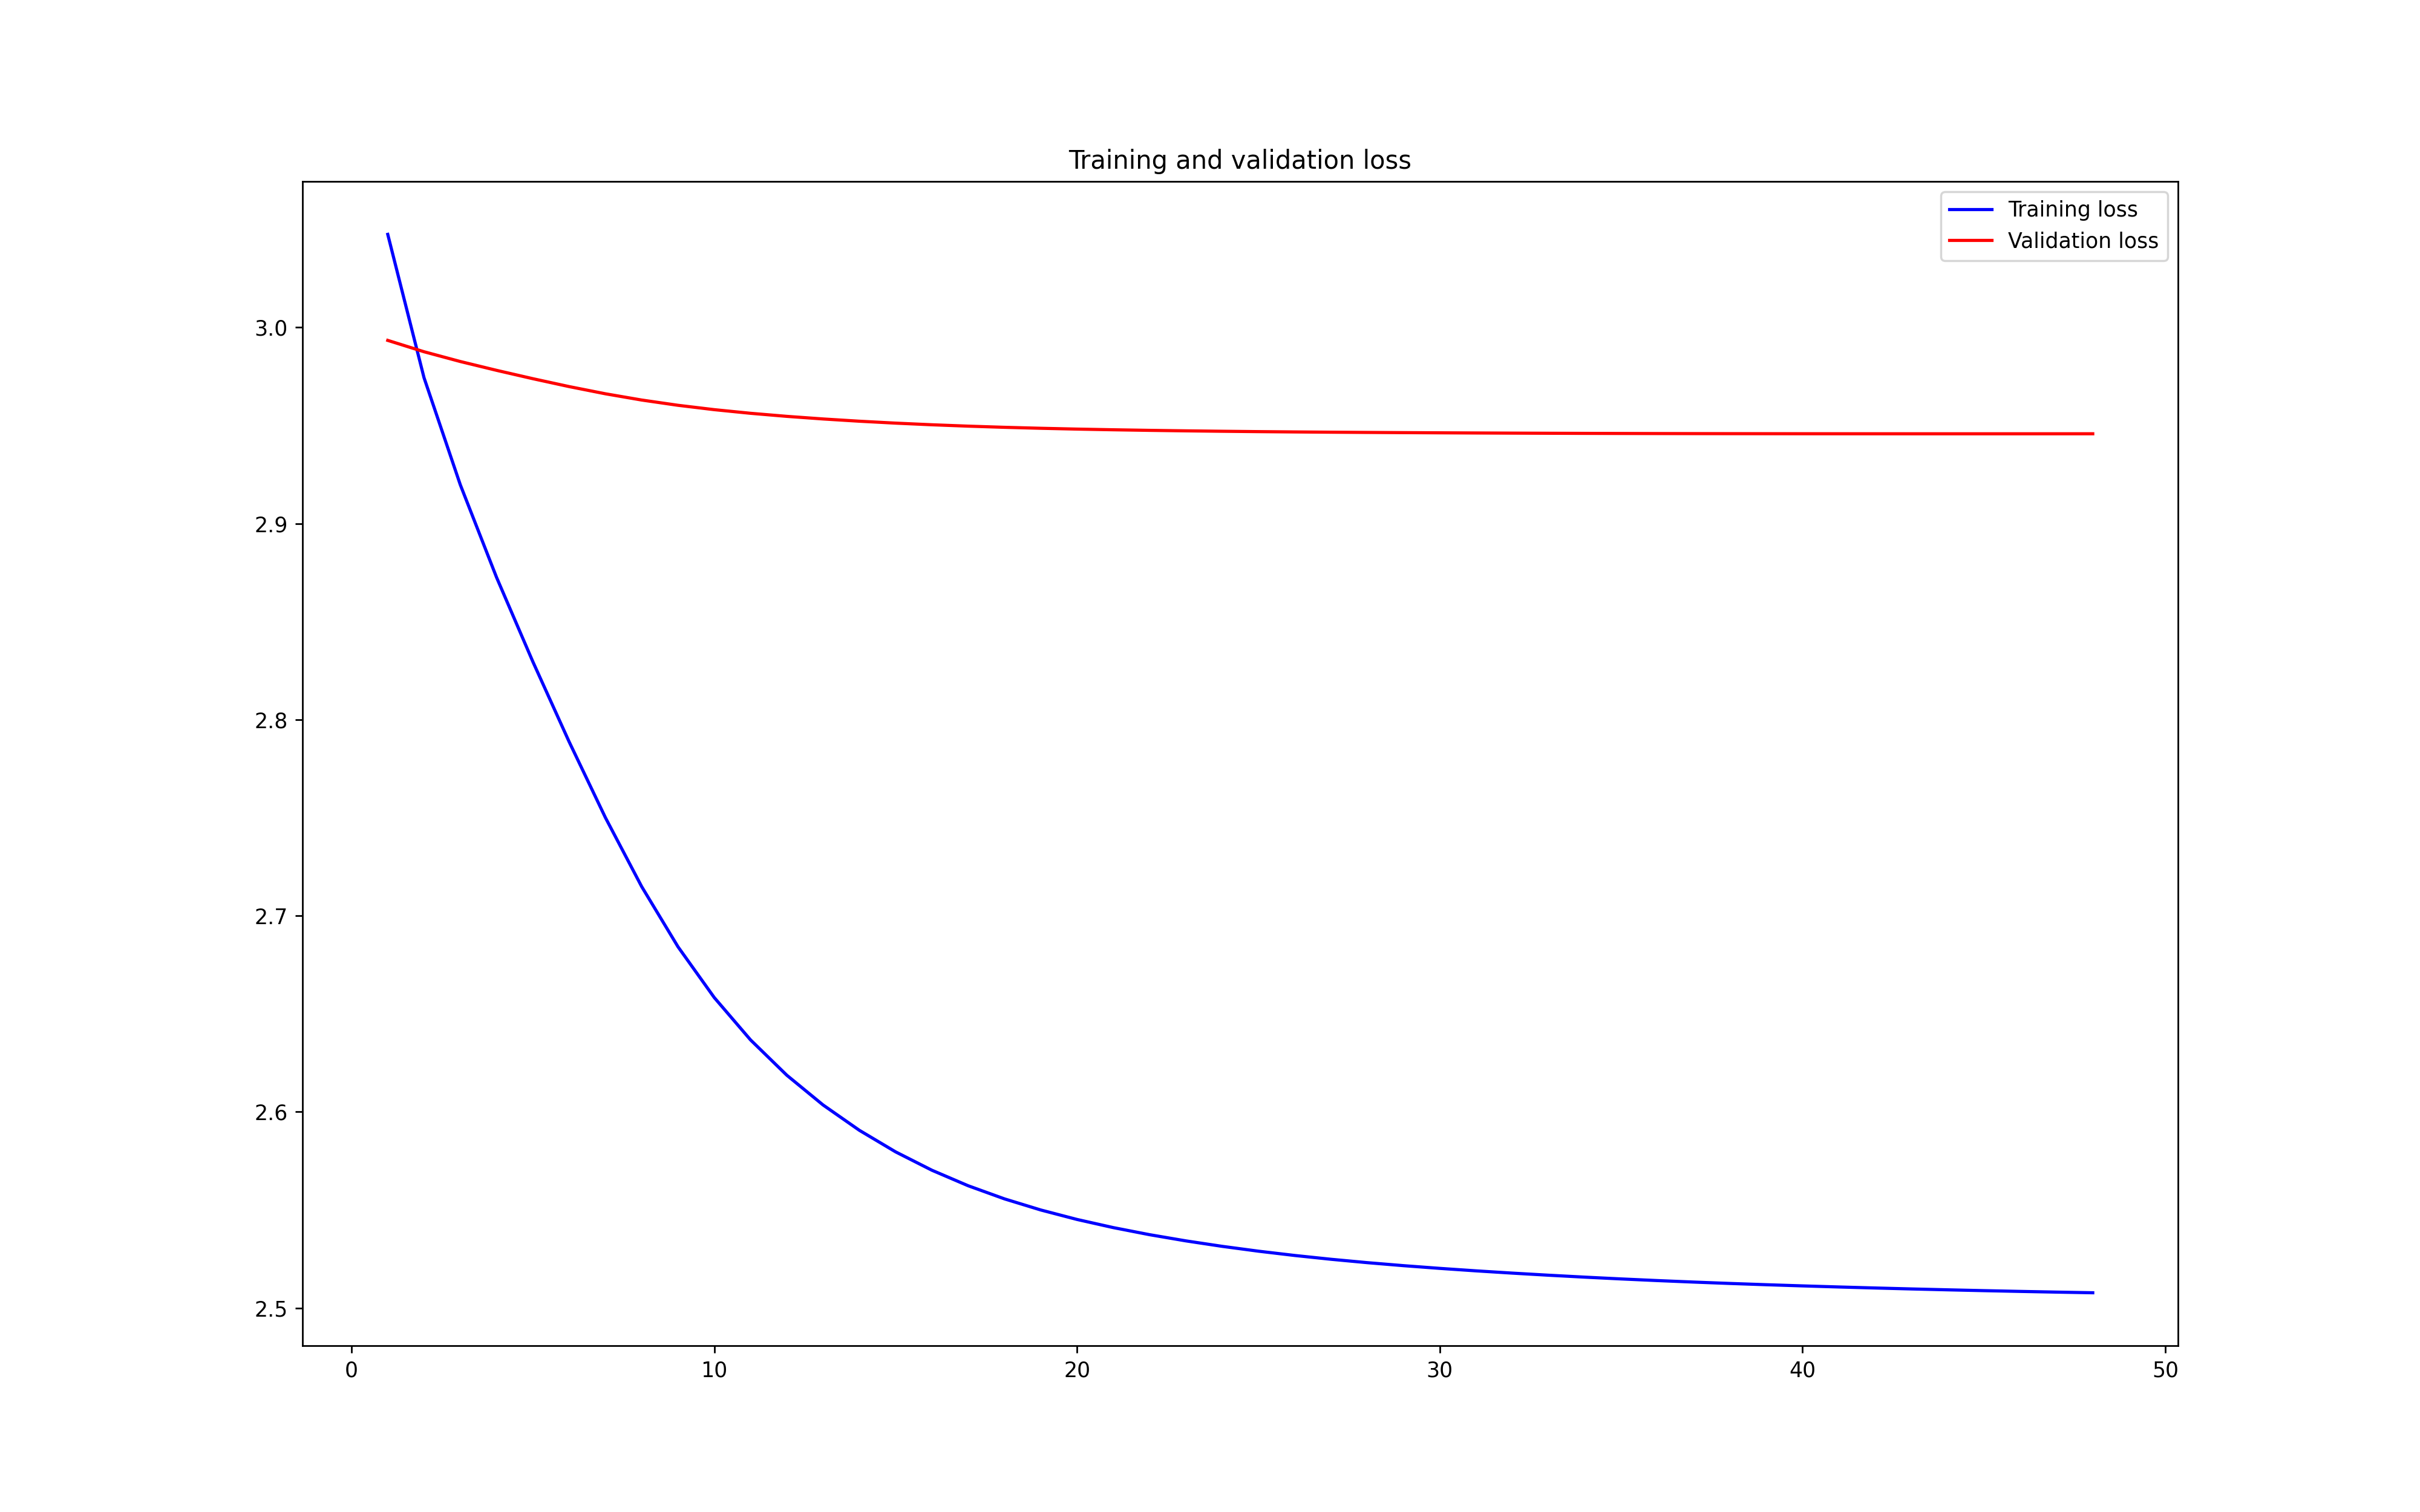 Training and validation loss
Training loss
Validation loss
3.0
2.9
2.8
2.7
2.6
2.5
0 10 20 30 40 50